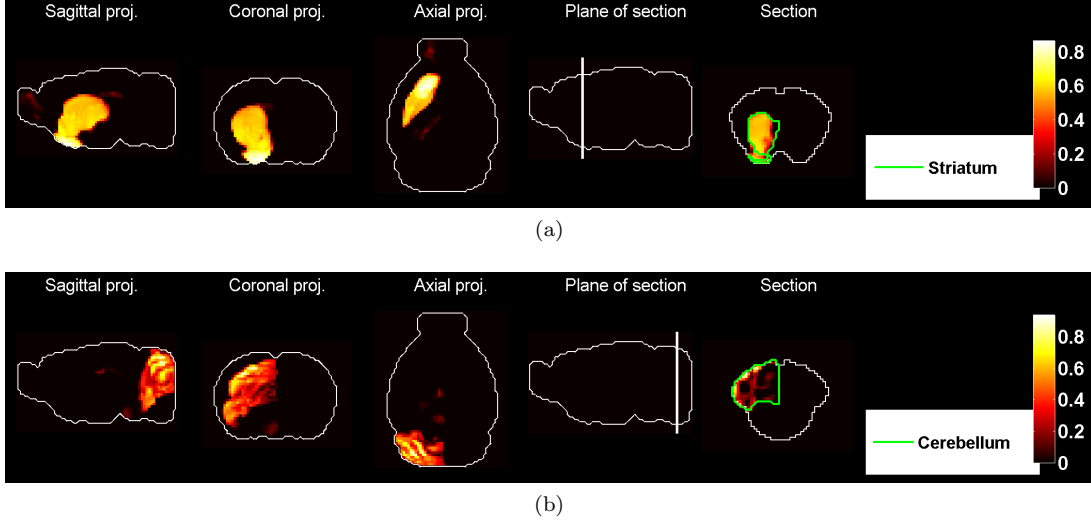 Sagittal proj. Coronal proj. Axial proj. Plane of section Section
0.8
0.6
0.4
0.2
0
Striatum
(a)
Sagittal proj. Coronal proj. Axial proj. Plane of section Section
0.8
0.6
0.4
0.2
0
Cerebellum
(b)